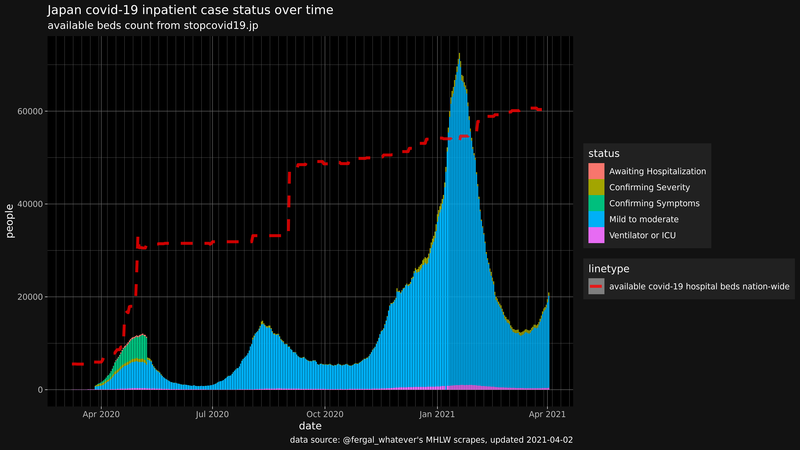 Japan covid-19 inpatient case status over time
available beds count from stopcovid19.jp
people
60000
40000
20000
0
Apr 2020
Jul 2020
Oct 2020
Jan 2021
Apr 2021
date
data source: @fergal_whatever's MHLW scrapes, updated 2021-04-02
status
Awaiting Hospitalization
Confirming Severity
Confirming Symptoms
Mild to moderate
Ventilator or ICU
linetype
available covid-19 hospital beds nation-wide